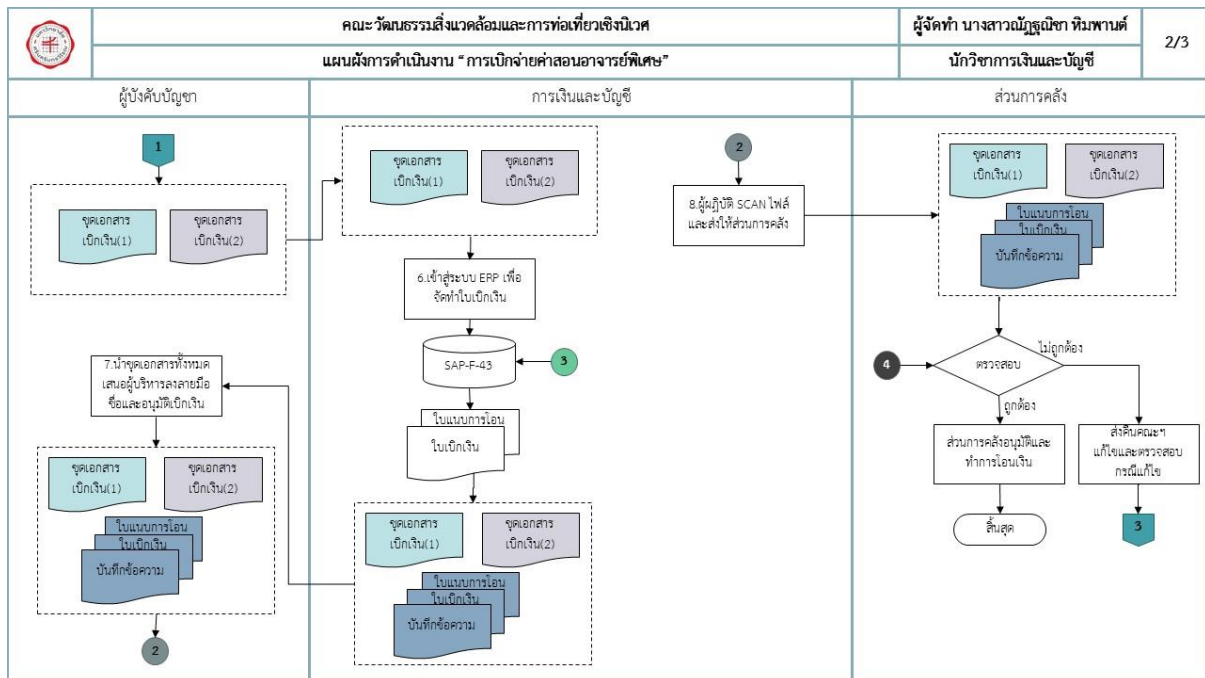 คณะวัฒนธรรมสิ่งแวดล้อมและการท่อเที่ยวเชิงนิเวศ
ผู้จัดทำ นางสาวณัฏฐณิชา หิมพานต์
2/3
แผนผังการดำเนินงาน “การเบิกจ่ายค่าสอนอาจารย์พิเศษ”
นักวิชาการเงินและบัญชี
ผู้บังคับบัญชา
การเงินและบัญชี
ส่วนการคลัง
1
ชุดเอกสาร
เบิกเงิน(1)
ชุดเอกสาร
เบิกเงิน(2)
7.นำชุดเอกสารทั้งหมด
เสนอผู้บริหารลงลายมือ
ชื่อและอนุมัติเบิกเงิน
ชุดเอกสาร
เบิกเงิน(1)
ชุดเอกสาร
เบิกเงิน(2)
ใบแนบการโอน
ใบเบิกเงิน
บันทึกข้อความ
2
ชุดเอกสาร
เบิกเงิน(1)
ชุดเอกสาร
เบิกเงิน(2)
6.เข้าสู่ระบบ ERP เพื่อ
จัดทำใบเบิกเงิน
SAP-F-43
3
ใบแนบการโอน
ใบเบิกเงิน
ชุดเอกสาร
เบิกเงิน(1)
ชุดเอกสาร
เบิกเงิน(2)
ใบแนบการโอน
ใบเบิกเงิน
บันทึกข้อความ
2
8.ผู้ผฏิบัติ SCAN ไฟล์
และส่งให้ส่วนการคลัง
ชุดเอกสาร
เบิกเงิน(1)
ชุดเอกสาร
เบิกเงิน(2)
ใบแนบการโอน
ใบเบิกเงิน
บันทึกข้อความ
4
ตรวจสอบ
ไม่ถูกต้อง
ถูกต้อง
ส่วนการคลังอนุมัติและ
ทำการโอนเงิน
ส่งคืนคณะฯ
แก้ไขและตรวจสอบ
กรณีแก้ไข
สิ้นสุด
3